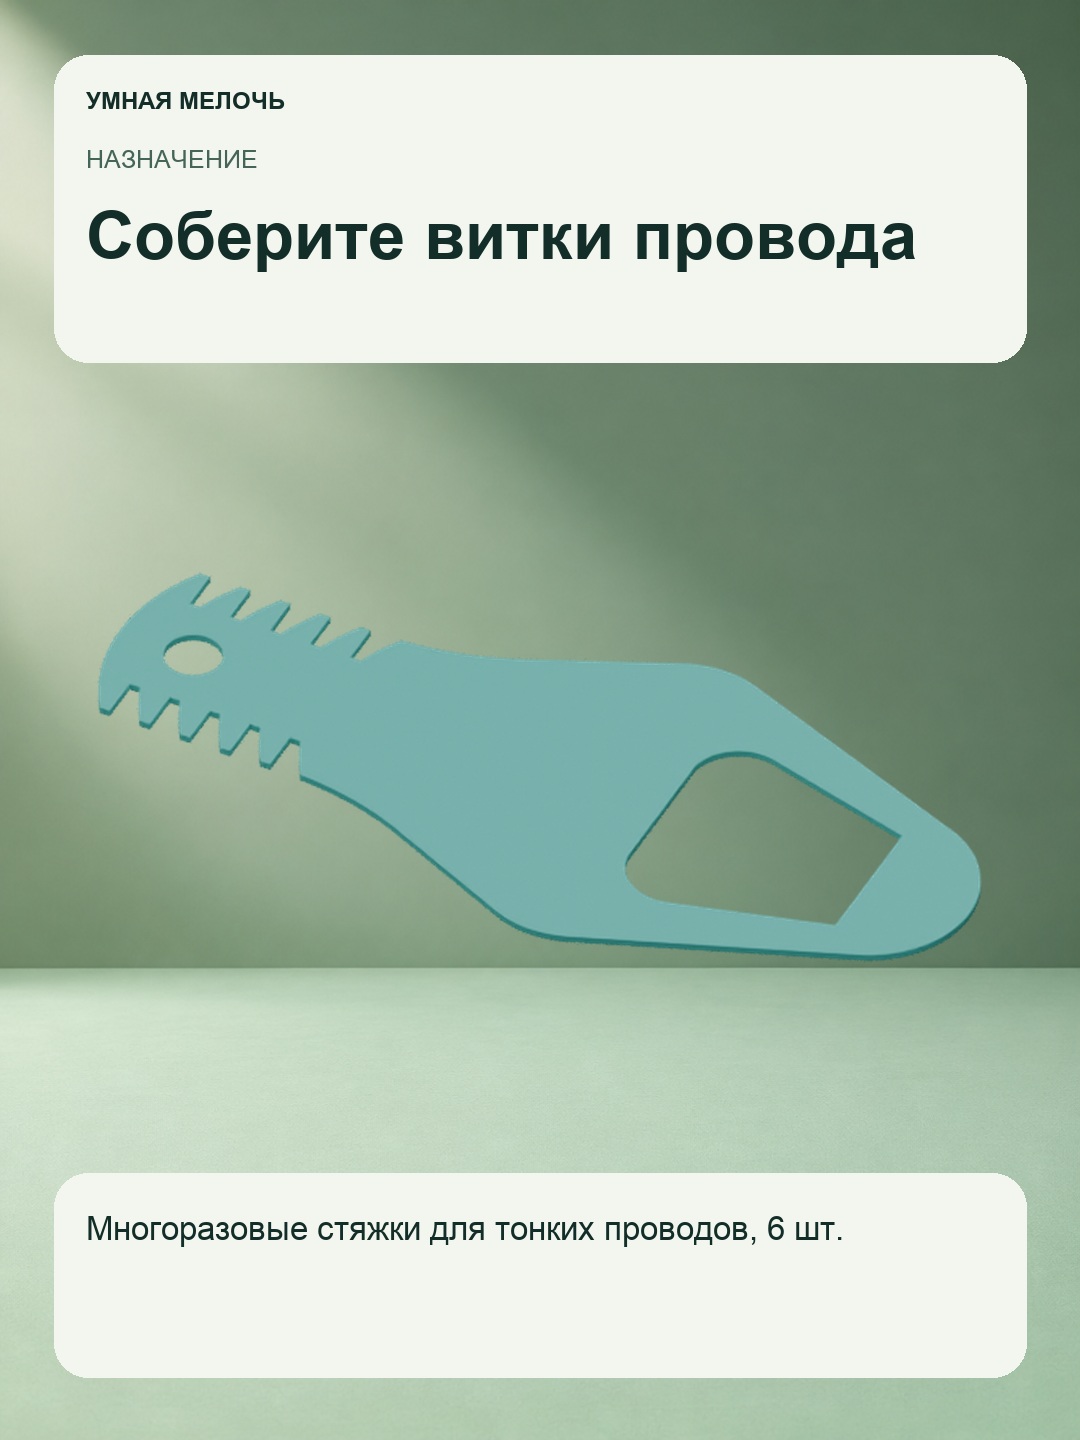 УМНАЯ МЕЛОЧЬ
НАЗНАЧЕНИЕ
Соберите витки провода
Многоразовые стяжки для тонких проводов, 6 шт.